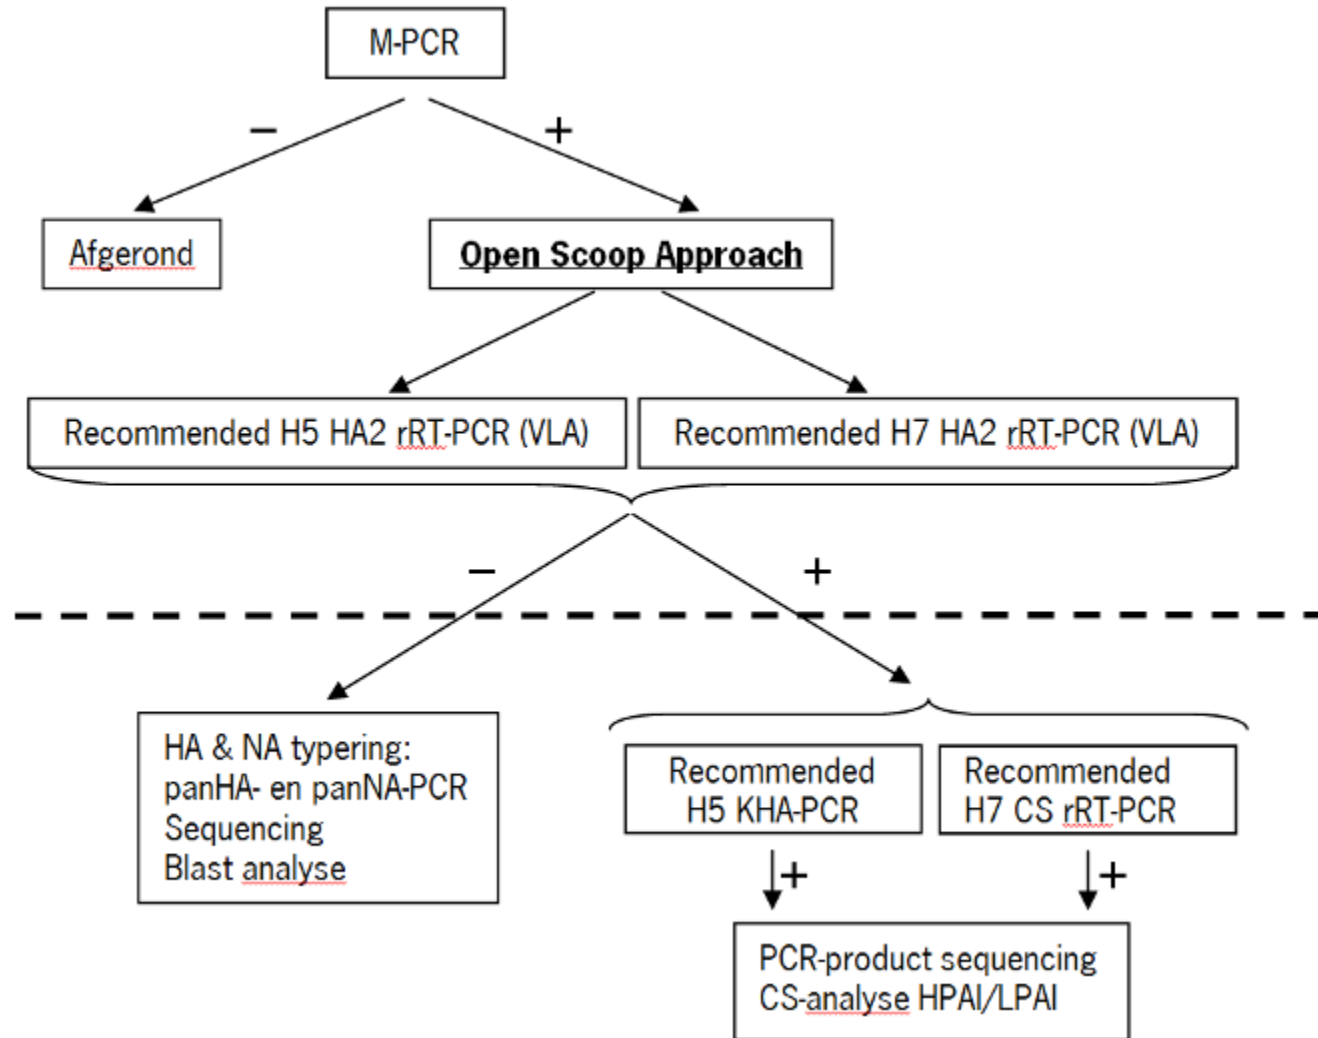 M-PCR
−
+
Afgerond
Open Scoop Approach
Recommended H5 HA2 rRT-PCR (VLA)
Recommended H7 HA2 rRT-PCR (VLA)
−
+
HA & NA typering:
panHA- en panNA-PCR
Sequencing
Blast analyse
Recommended
H5 KHA-PCR
Recommended
H7 CS rRT-PCR
+
+
PCR-product sequencing
CS-analyse HPAI/LPAI